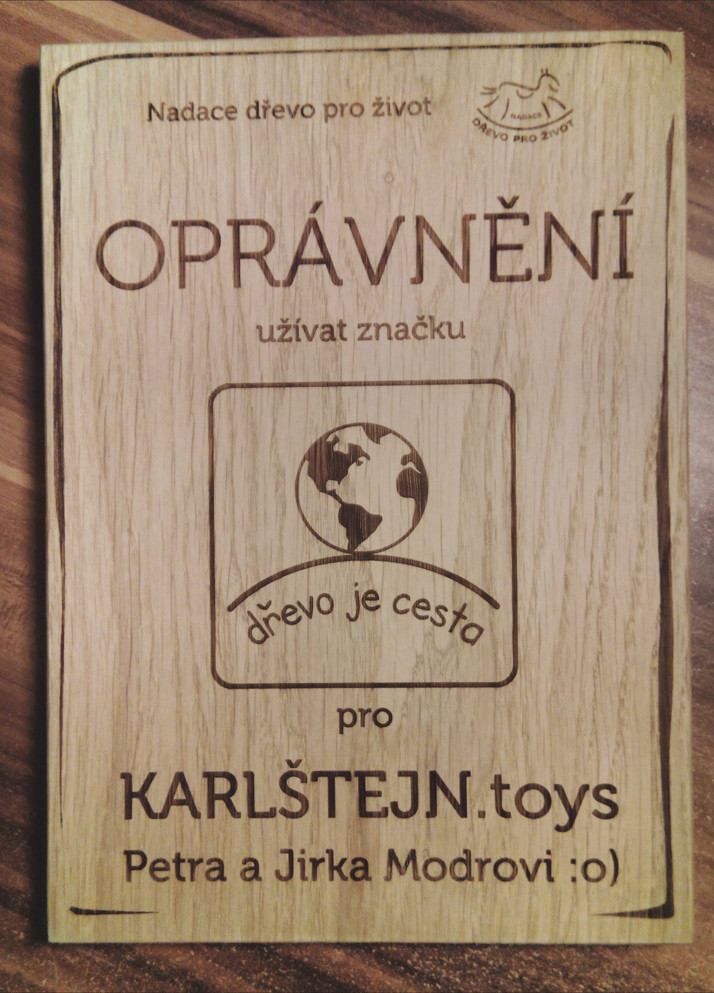 Nadace dřevo pro život
NADACE
DŘEVO PRO ŽIVOT
OPRÁVNĚNÍ
užívat značku
dřevo je cesta
pro
KARLŠTEJN.toys
Petra a Jirka Modrovi :o)